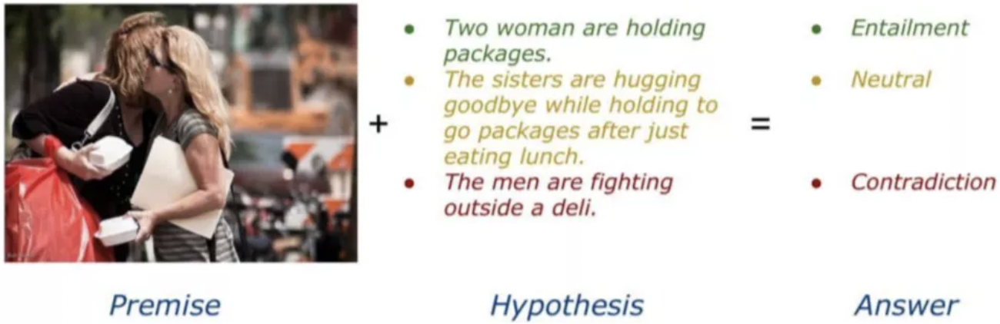 Two woman are holding
packages.
The sisters are hugging
goodbye while holding to
go packages after just
eating lunch.
The men are fighting
outside a deli.
+
=
Entailment
Neutral
Contradiction
Premise
Hypothesis
Answer